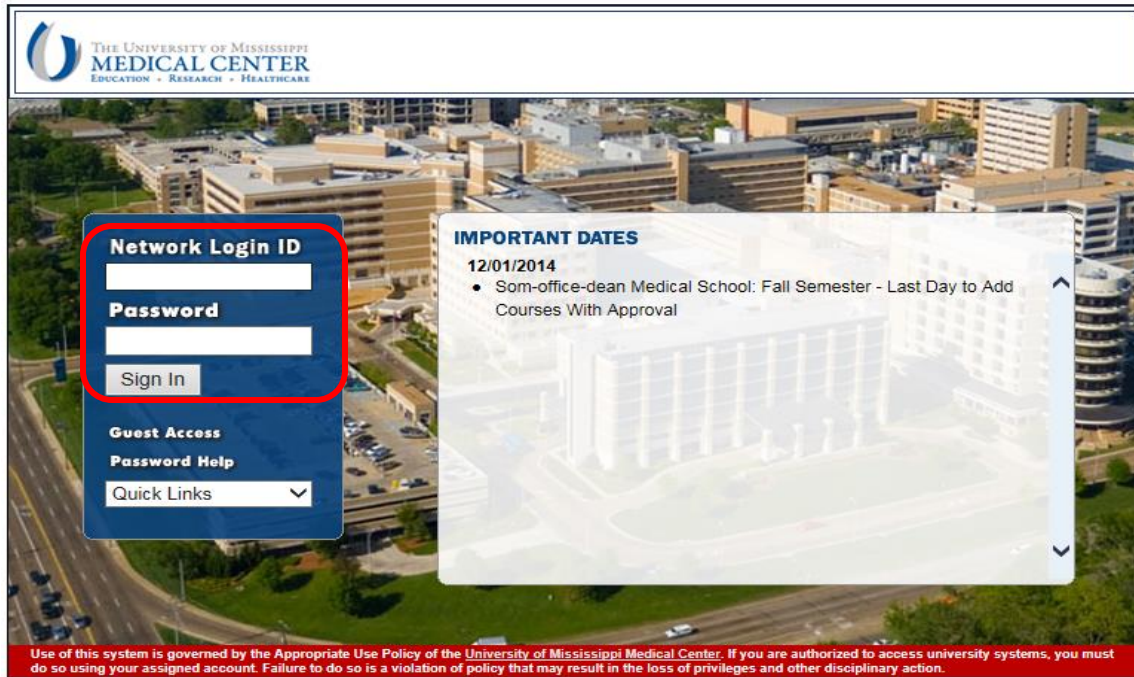 THE UNIVERSITY OF MISSISSIPPI
MEDICAL CENTER
EDUCATION • RESEARCH • HEALTHCARE
Network Login ID
Password
Sign In
Guest Access
Password Help
Quick Links
IMPORTANT DATES
12/01/2014
• Som-office-dean Medical School: Fall Semester - Last Day to Add
Courses With Approval
Use of this system is governed by the Appropriate Use Policy of the University of Mississippi Medical Center. If you are authorized to access university systems, you must
do so using your assigned account. Failure to do so is a violation of policy that may result in the loss of privileges and other disciplinary action.